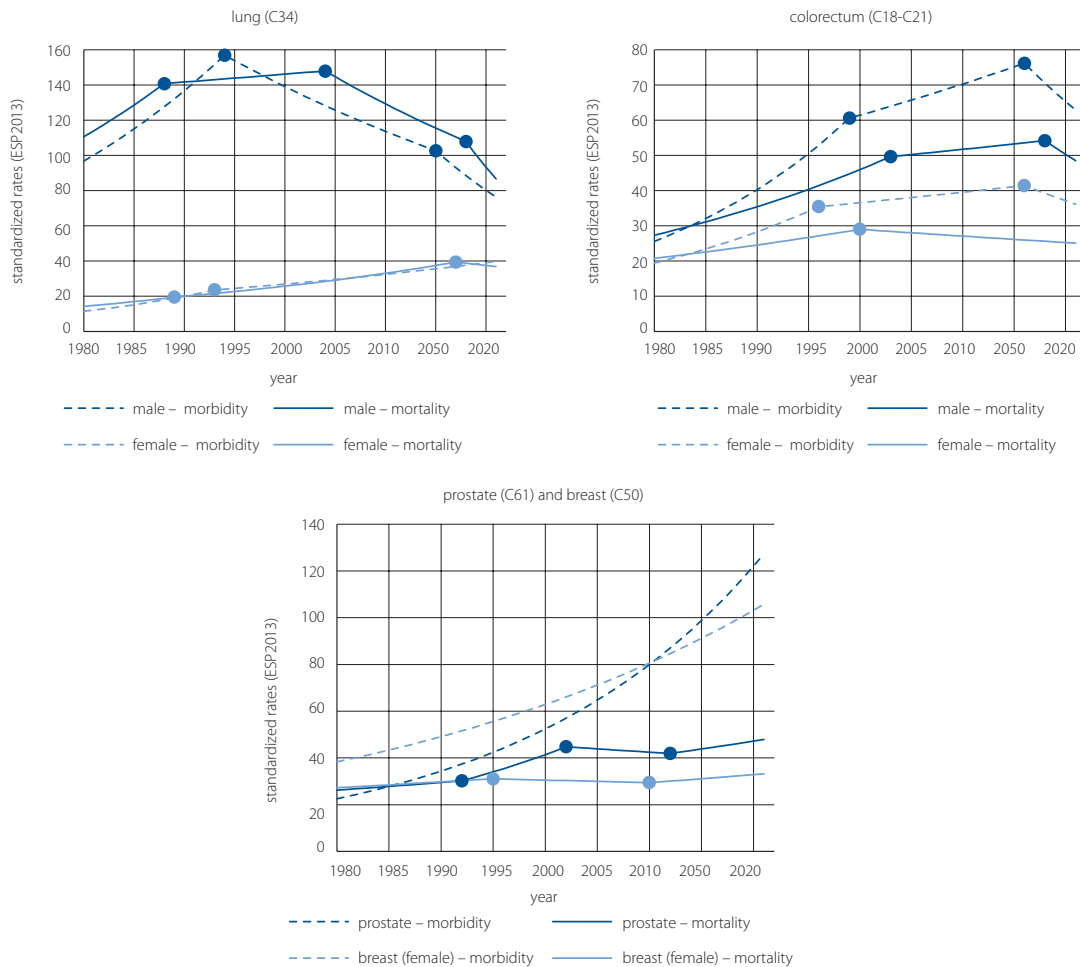 lung (C34)
standardized rates (ESP2013)
160
140
120
100
80
60
40
20
0
1980 1985 1990 1995 2000 2005 2010 2050 2020
year
male – morbidity male – mortality
female – morbidity female – mortality
colorectum (C18-C21)
standardized rates (ESP2013)
80
70
60
50
40
30
20
10
0
1980 1985 1990 1995 2000 2005 2010 2050 2020
year
male – morbidity male – mortality
female – morbidity female – mortality
prostate (C61) and breast (C50)
standardized rates (ESP2013)
140
120
100
80
60
40
20
0
1980 1985 1990 1995 2000 2005 2010 2050 2020
year
prostate – morbidity prostate – mortality
breast (female) – morbidity breast (female) – mortality